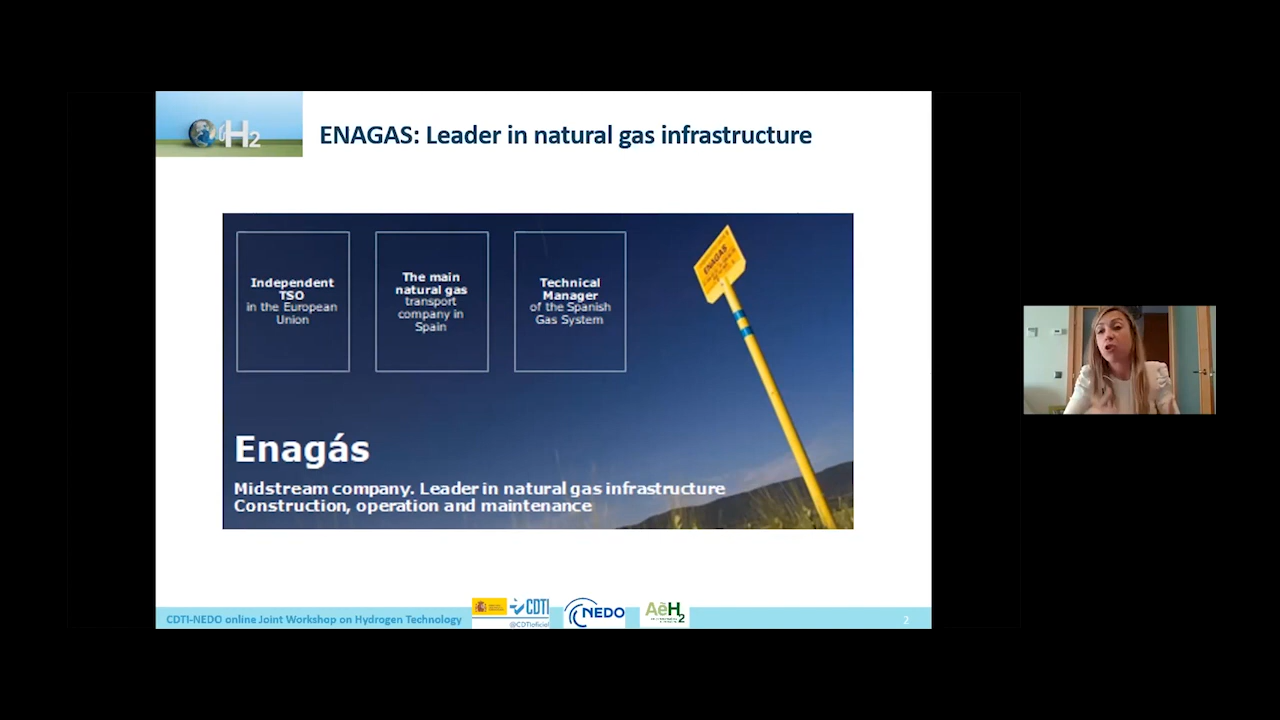 H2
ENAGAS: Leader in natural gas infrastructure
Independent
TSO
in the European
Union
The main
natural gas
transport
company in
Spain
Technical
Manager
of the Spanish
Gas System
ENAGAS
Enagás
Midstream company. Leader in natural gas infrastructure
Construction, operation and maintenance
CDTI-NEDO online Joint Workshop on Hydrogen Technology
CDTI
@CDTIoficial
NEDO
AeH2
2